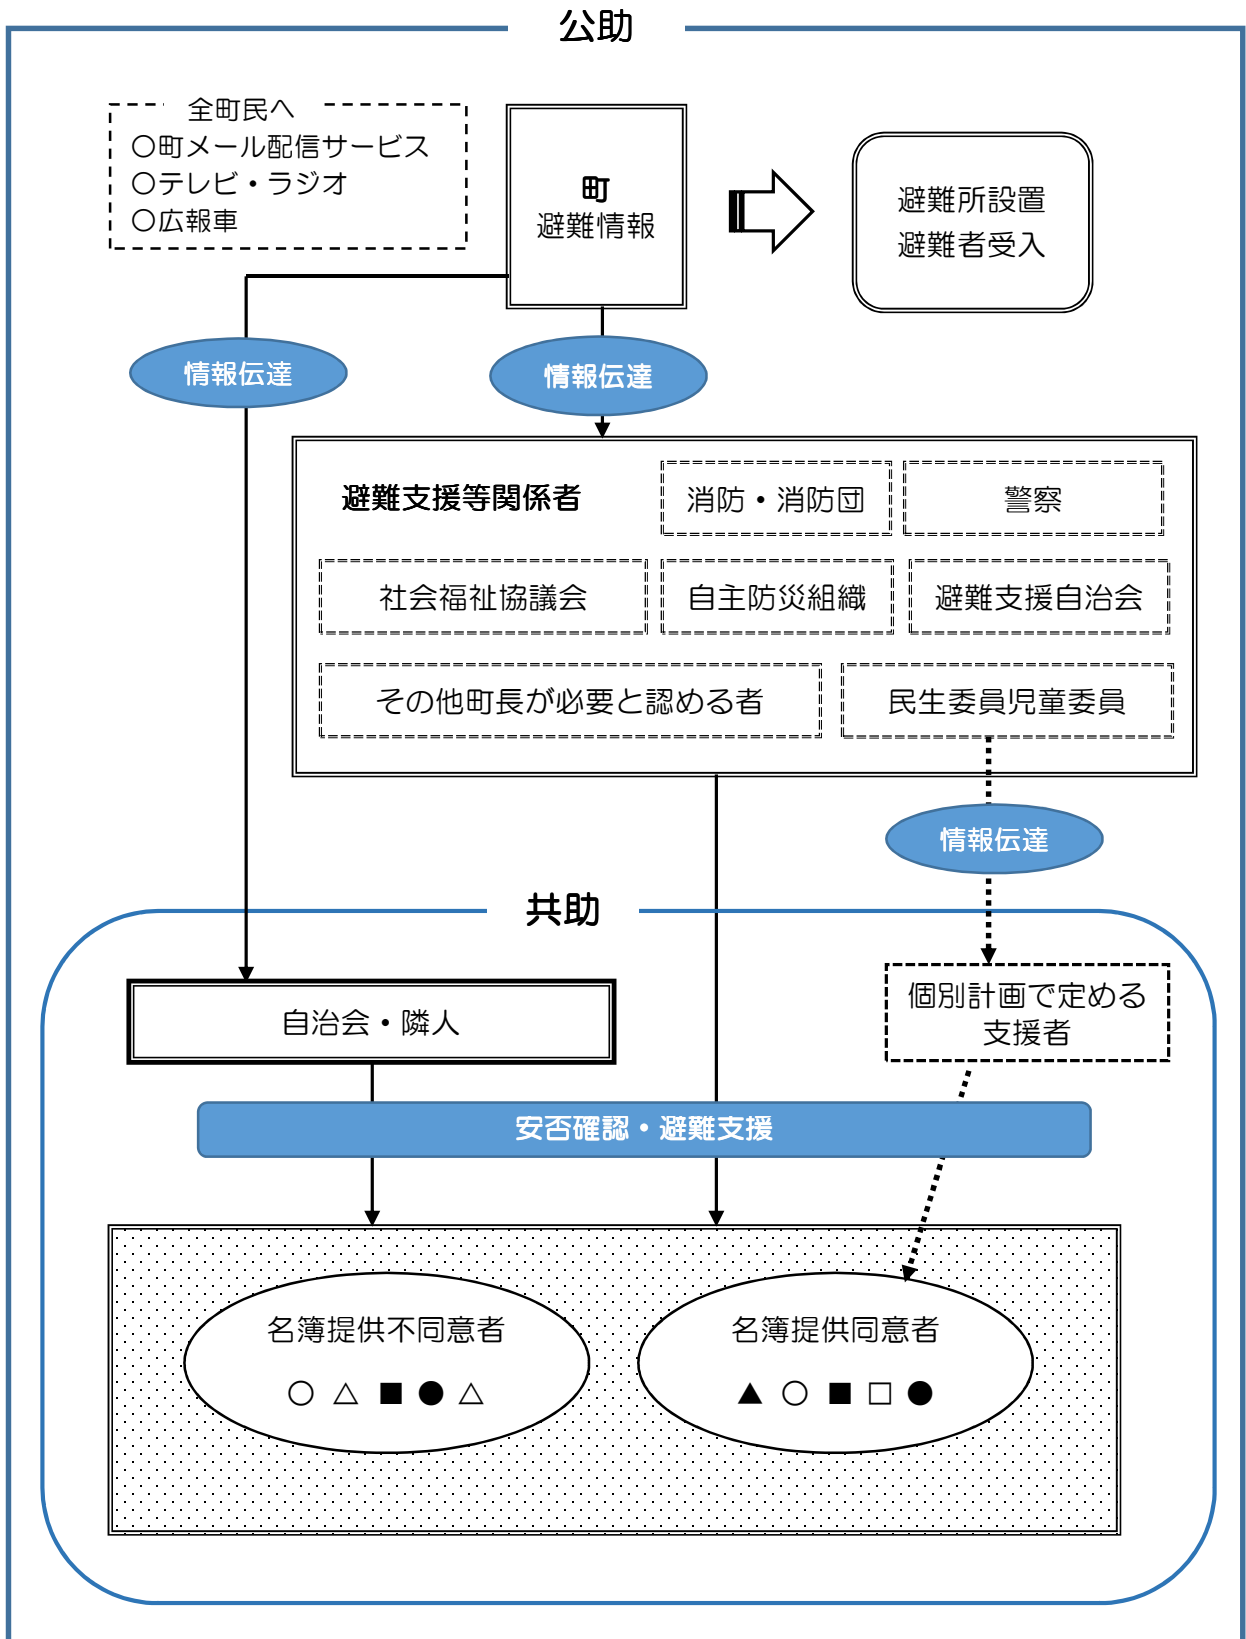 公助
全町民へ
〇町メール配信サービス
〇テレビ・ラジオ
〇広報車
町
避難情報
避難所設置
避難者受入
情報伝達
情報伝達
避難支援等関係者
消防・消防団
警察
社会福祉協議会
自主防災組織
避難支援自治会
その他町長が必要と認める者
民生委員児童委員
情報伝達
共助
自治会・隣人
個別計画で定める
支援者
安否確認・避難支援
名簿提供不同意者
○ △ ■ ● △
名簿提供同意者
▲ ○ ■ □ ●